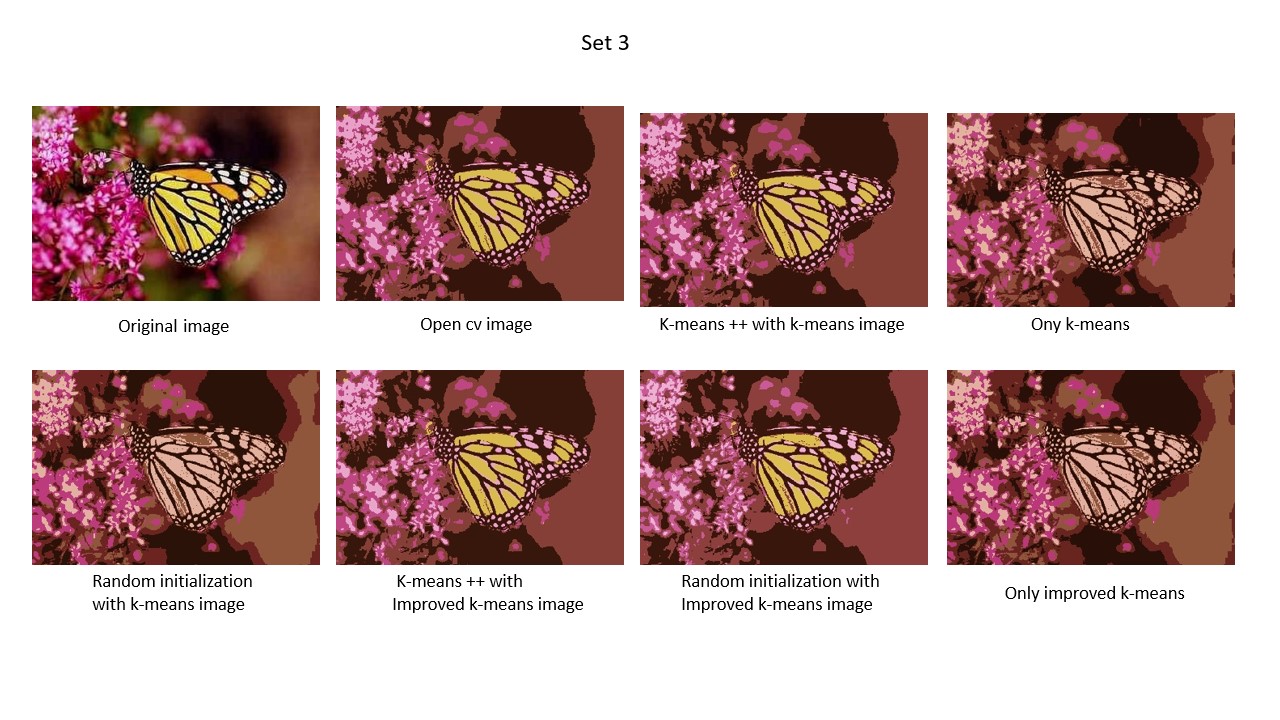 Set 3
Original image
Open cv image
K-means ++ with k-means image
Ony k-means
Random initialization
with k-means image
K-means ++ with
Improved k-means image
Random initialization with
Improved k-means image
Only improved k-means